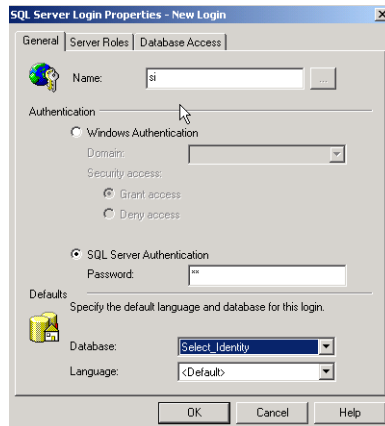 SQL Server Login Properties - New Login
General Server Roles Database Access
Name: si ...
Authentication
Windows Authentication
Domain:
Security access:
Grant access
Deny access
SQL Server Authentication
Password: **
Defaults
Specify the default language and database for this login.
Database: Select_Identity
Language: <Default>
OK Cancel Help